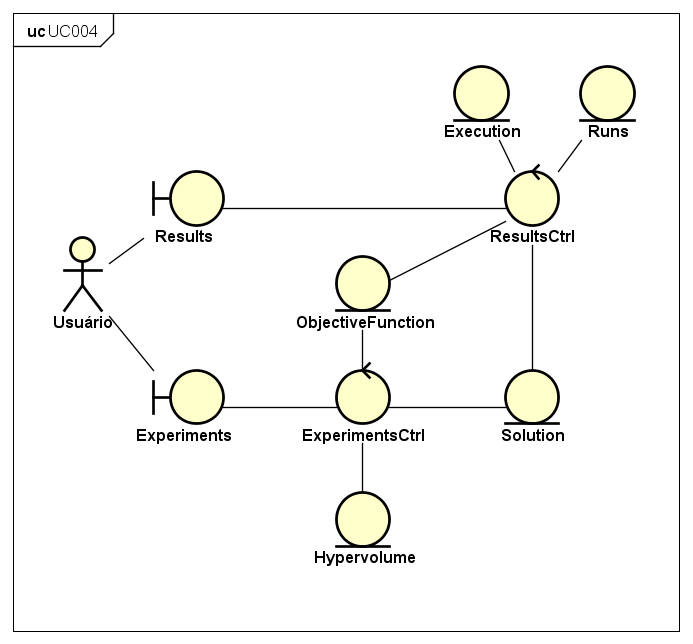 uc UC004
Execution
Runs
Results
ResultsCtrl
Usuário
ObjectiveFunction
Experiments
ExperimentsCtrl
Solution
Hypervolume